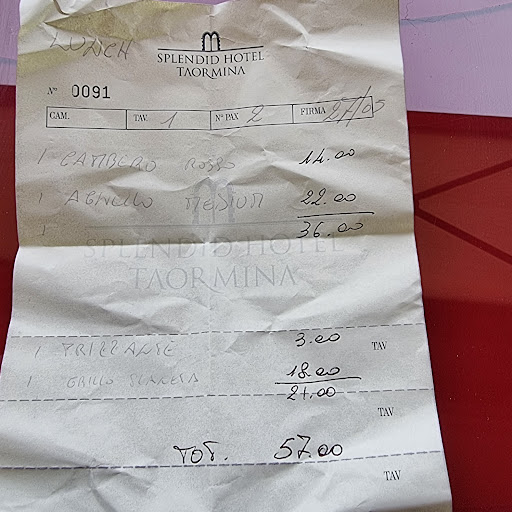 LUNCH
SPLENDID HOTEL
TAORMINA
N° 0091
CAM. TAV. 1 N° PAX 2 FIRMA 27/05
1 GAMBERO ROSSO 14.00
1 AGNELLO MEDIUM 22.00
1 36.00
SPLENDID HOTEL
TAORMINA
1 FRIZZANTE 3.00 TAV
1 GRILLO 18.00
21.00
TAV
TOT. 57.00
TAV